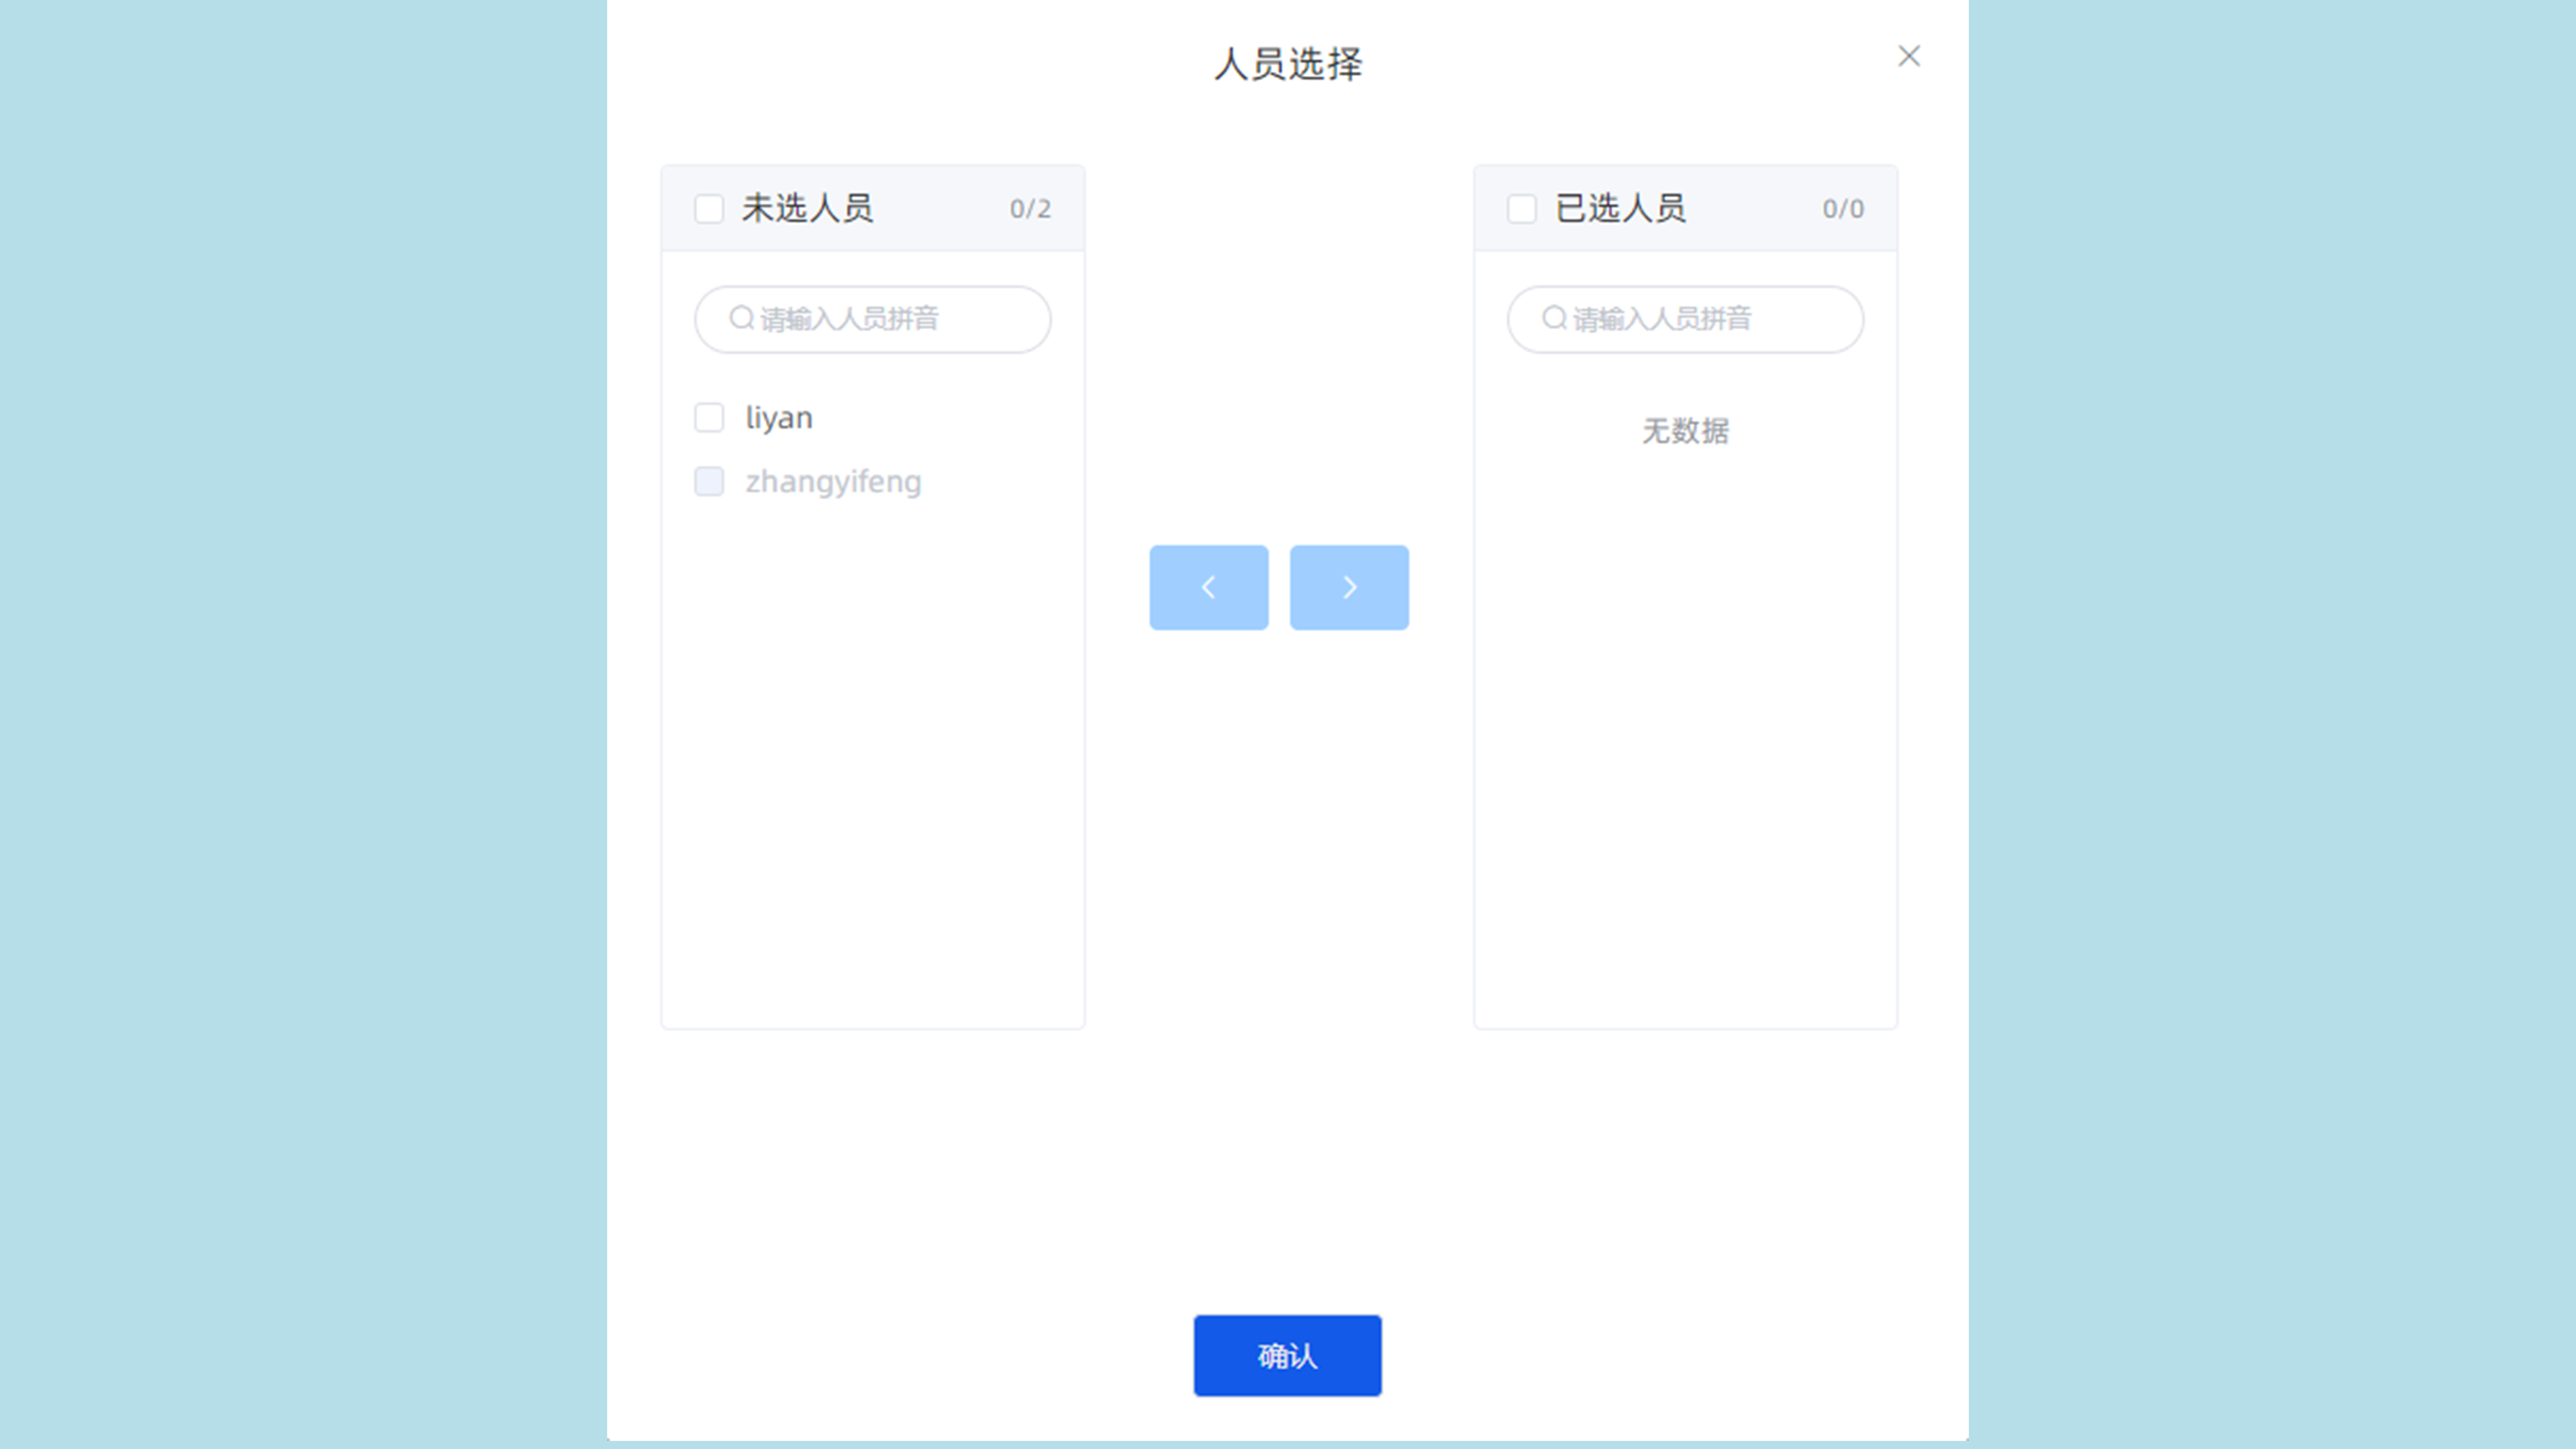 人员选择
未选人员 0/2
请输入人员拼音
liyan
zhangyifeng
已选人员 0/0
请输入人员拼音
无数据
确认